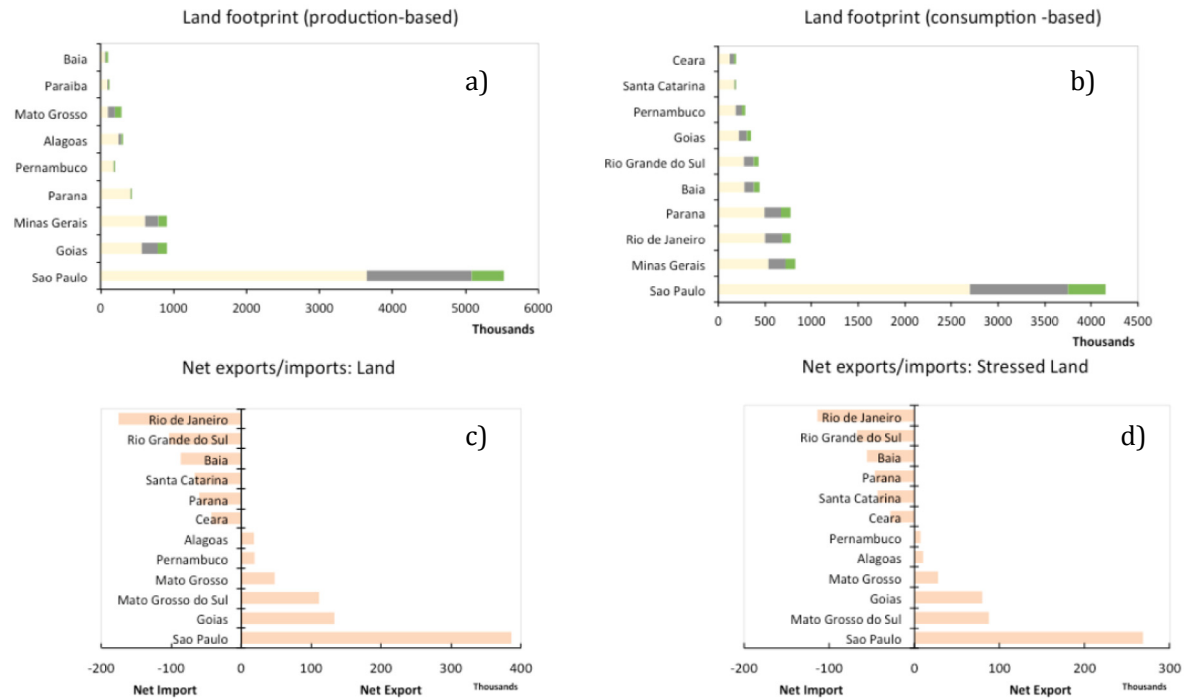 Land footprint (production-based)
a)
Baia
Paraiba
Mato Grosso
Alagoas
Pernambuco
Parana
Minas Gerais
Goias
Sao Paulo
0 1000 2000 3000 4000 5000 6000
Thousands
Land footprint (consumption -based)
b)
Ceara
Santa Catarina
Pernambuco
Goias
Rio Grande do Sul
Baia
Parana
Rio de Janeiro
Minas Gerais
Sao Paulo
0 500 1000 1500 2000 2500 3000 3500 4000 4500
Thousands
Net exports/imports: Land
c)
Rio de Janeiro
Rio Grande do Sul
Baia
Santa Catarina
Parana
Ceara
Alagoas
Pernambuco
Mato Grosso
Mato Grosso do Sul
Goias
Sao Paulo
-200 -100 0 100 200 300 400
Net Import Net Export Thousands
Net exports/imports: Stressed Land
d)
Rio de Janeiro
Rio Grande do Sul
Baia
Parana
Santa Catarina
Ceara
Pernambuco
Alagoas
Mato Grosso
Goias
Mato Grosso do Sul
Sao Paulo
-200 -100 0 100 200 300
Net Import Net Export Thousands